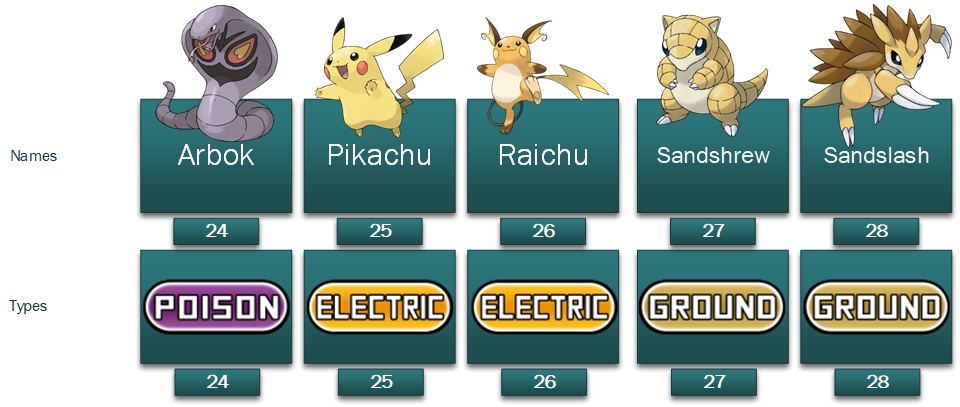 Names
Arbok
Pikachu
Raichu
Sandshrew
Sandslash
24
25
26
27
28
Types
POISON
ELECTRIC
ELECTRIC
GROUND
GROUND
24
25
26
27
28